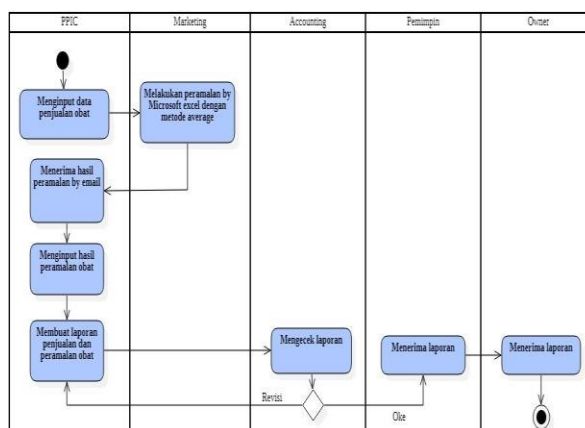 PPIC
Marketing
Accounting
Pemimpin
Owner
Menginput data
penjualan obat
Melakukan peramalan by
Microsoft excel dengan
metode average
Menerima hasil
peramalan by email
Menginput hasil
peramalan obat
Membuat laporan
penjualan dan
peramalan obat
Mengecek laporan
Menerima laporan
Menerima laporan
Revisi
Oke